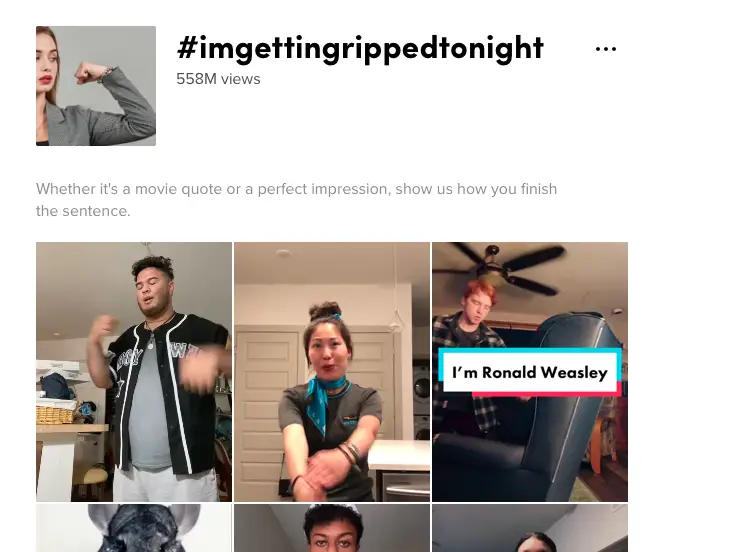 #imgettingrippedtonight
558M views
Whether it's a movie quote or a perfect impression, show us how you finish
the sentence.
I'm Ronald Weasley